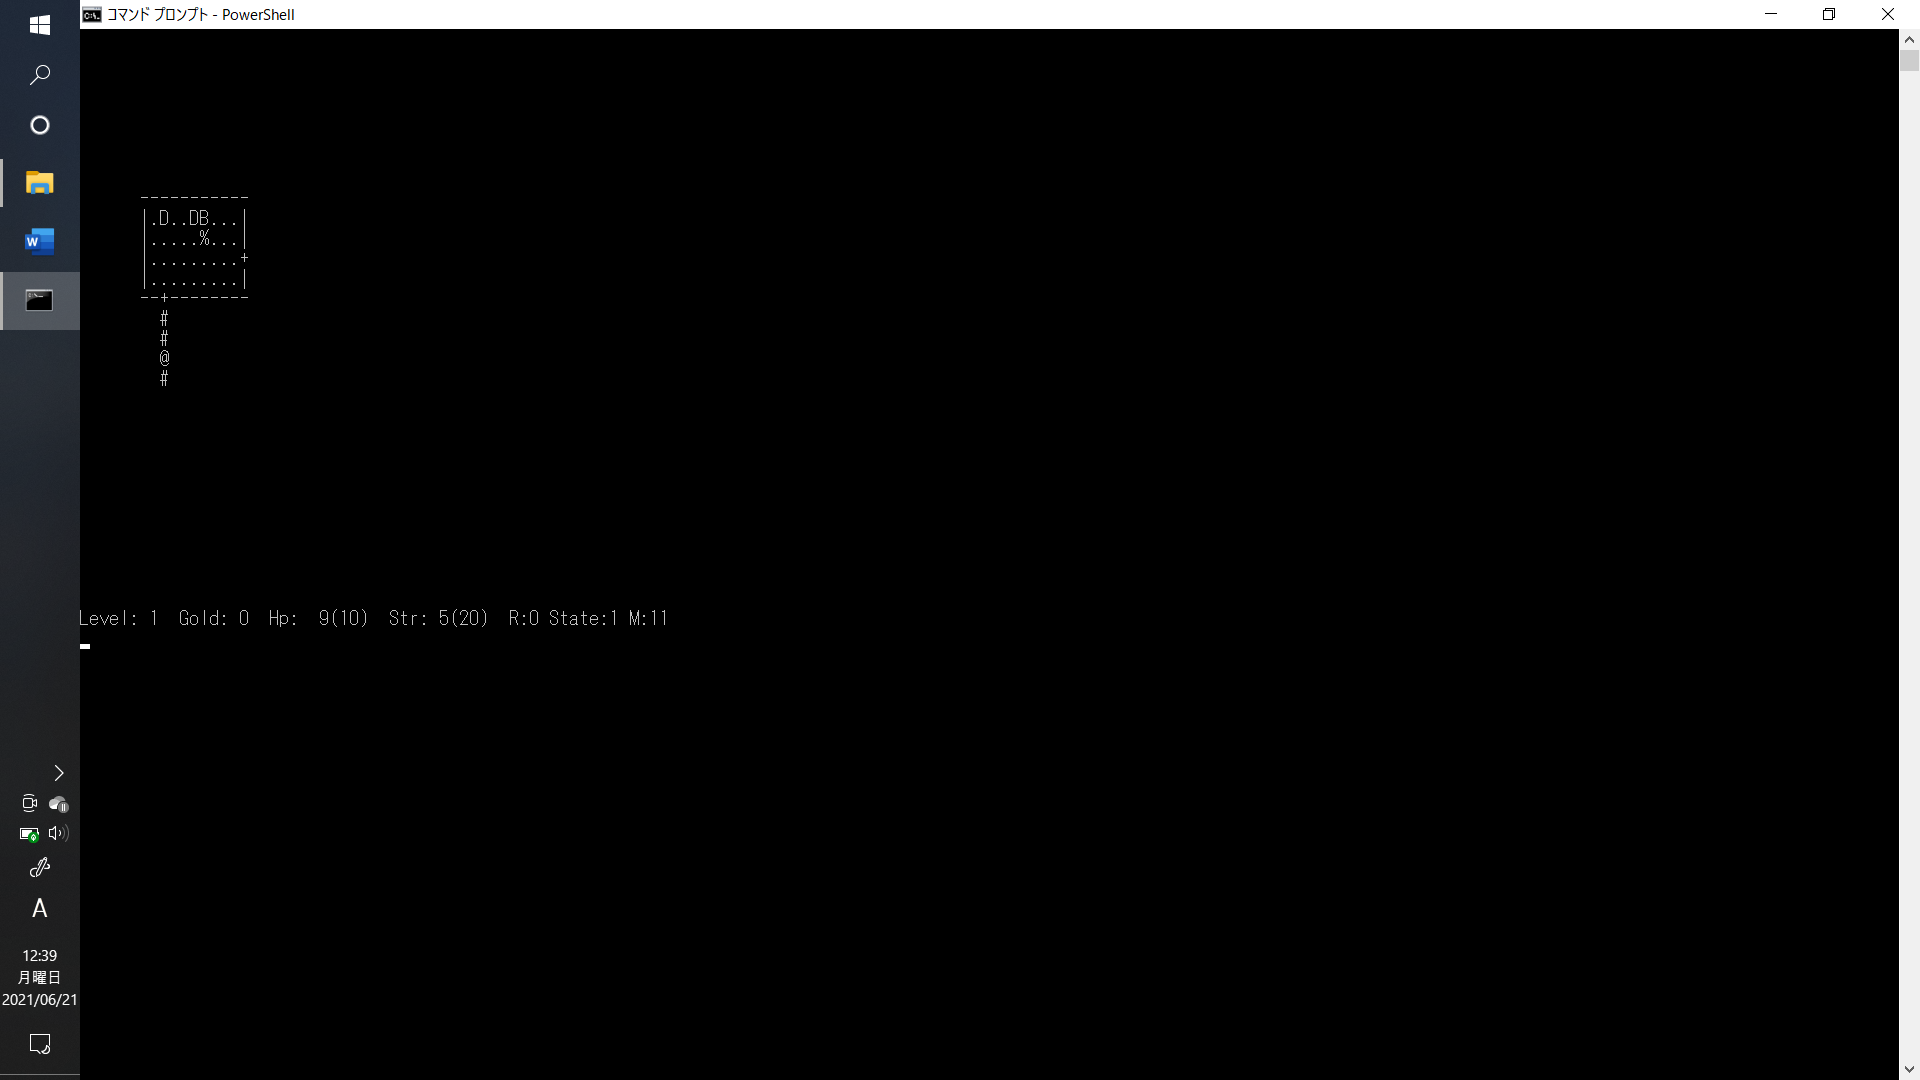 コマンド プロンプト - PowerShell
-----------
|.D..DB...|
|.....%...|
|.........+
|.........|
--+--------
#
#
@
#
Level: 1  Gold: 0  Hp:  9(10)  Str: 5(20)  R:0 State:1 M:11
A
12:39
月曜日
2021/06/21